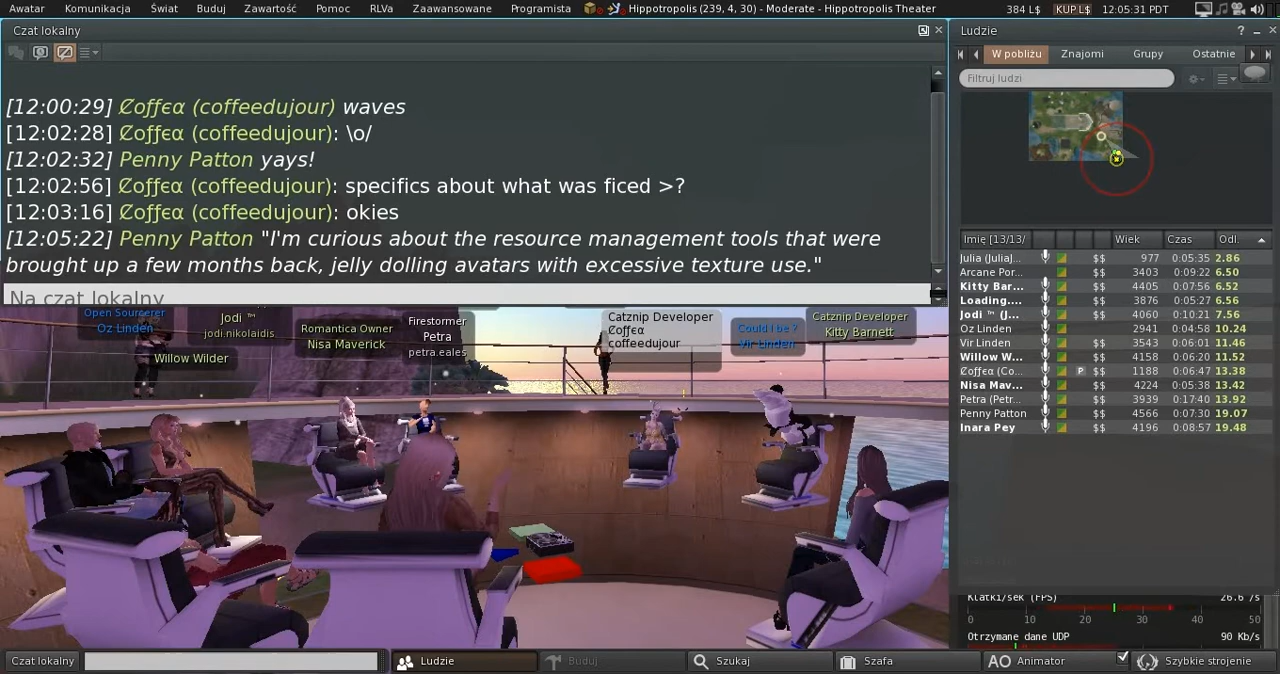 Awatar Komunikacja Świat Buduj Zawartość Pomoc RLVa Zaawansowane Programista Hippotropolis (239, 4, 30) - Moderate - Hippotropolis Theater 384 L$ KUP L$ 12:05:31 PDT
Czat lokalny
[12:00:29] Ȼoƒƒєα (coffeedujour) waves
[12:02:28] Ȼoƒƒєα (coffeedujour): \o/
[12:02:32] Penny Patton yays!
[12:02:56] Ȼoƒƒєα (coffeedujour): specifics about what was ficed >?
[12:03:16] Ȼoƒƒєα (coffeedujour): okies
[12:05:22] Penny Patton "I'm curious about the resource management tools that were
brought up a few months back, jelly dolling avatars with excessive texture use."
Na czat lokalny
Open Sourcerer
Oz Linden
Jodi ™
jodi.nikolaidis
Willow Wilder
Romantica Owner
Nisa Maverick
Firestormer
Petra
petra.eales
Catznip Developer
Ȼoƒƒєα
coffeedujour
Could I be ?
Vir Linden
Catznip Developer
Kitty Barnett
Ludzie ?
W pobliżu Znajomi Grupy Ostatnie
Filtruj ludzi
Imię [13/13/ Wiek Czas Odl.
Julia (JuliaJ... $$ 977 0:05:35 2.86
Arcane Por... $$ 3403 0:09:22 6.50
Kitty Bar... $$ 4405 0:07:56 6.52
Loading.... $$ 3876 0:05:27 6.56
Jodi ™ (J... $$ 4060 0:10:21 7.56
Oz Linden $$ 2941 0:04:58 10.24
Vir Linden $$ 3543 0:06:01 11.46
Willow W... $$ 4158 0:06:20 11.52
Ȼoƒƒєα (Co... P $$ 1188 0:06:47 13.38
Nisa Mav... $$ 4224 0:05:38 13.42
Petra (Petr... $$ 3939 0:17:40 13.92
Penny Patton $$ 4566 0:07:30 19.07
Inara Pey $$ 4196 0:08:57 19.48
Klatki/sek (FPS) 26.6 /s
0 10 20 30 40 50
Otrzymane dane UDP 90 Kb/s
Czat lokalny Ludzie Buduj Szukaj Szafa AO Animator Szybkie strojenie